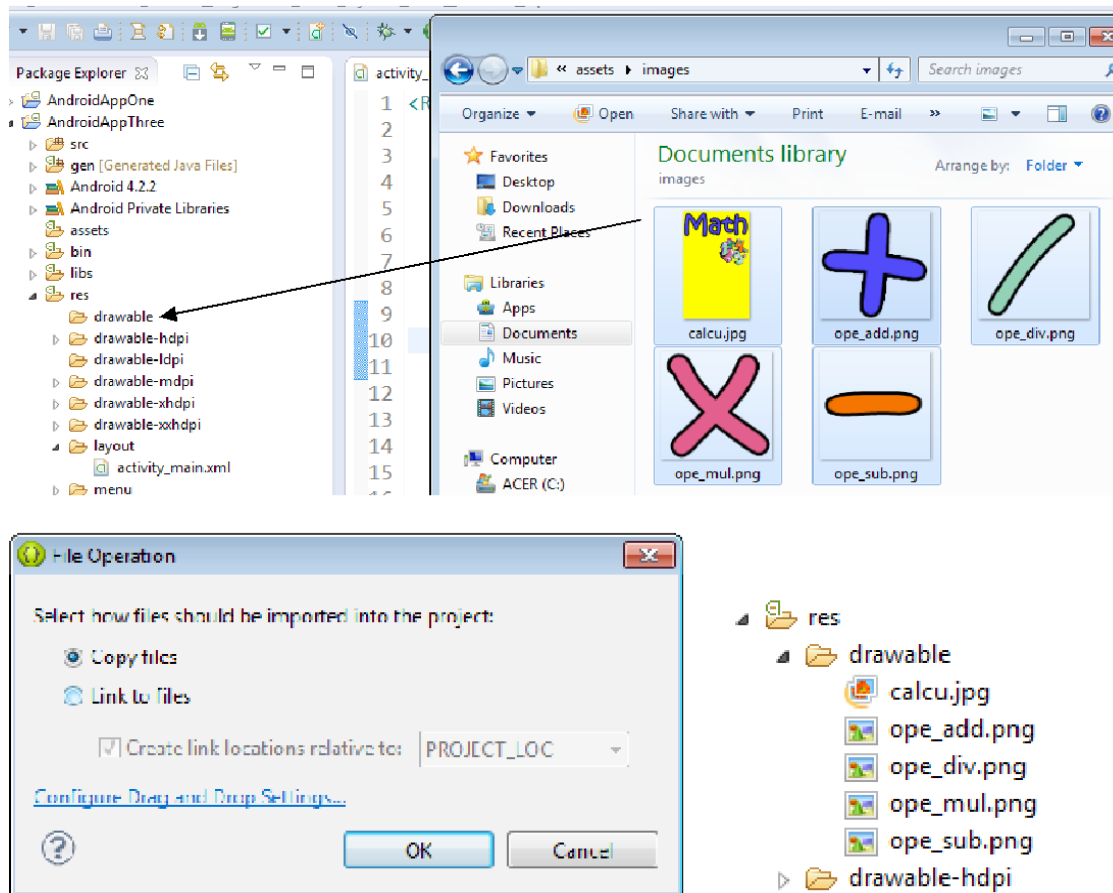 Package Explorer
AndroidAppOne
AndroidAppThree
src
gen [Generated Java Files]
Android 4.2.2
Android Private Libraries
assets
bin
libs
res
drawable
drawable-hdpi
drawable-ldpi
drawable-mdpi
drawable-xhdpi
drawable-xxhdpi
layout
activity_main.xml
menu
activity_
1 <R
2
3
4
5
6
7
8
9
10
11
12
13
14
15
« assets images
Search images
Organize Open Share with Print E-mail »
Favorites
Desktop
Downloads
Recent Places
Libraries
Apps
Documents
Music
Pictures
Videos
Computer
ACER (C:)
Documents library
images
Arrange by: Folder
Math
calcu.jpg
ope_add.png
ope_div.png
ope_mul.png
ope_sub.png
File Operation
Select how files should be imported into the project:
Copy files
Link to files
Create link locations relative to: PROJECT_LOC
Configure Drag and Drop Settings...
OK Cancel
res
drawable
calcu.jpg
ope_add.png
ope_div.png
ope_mul.png
ope_sub.png
drawable-hdpi